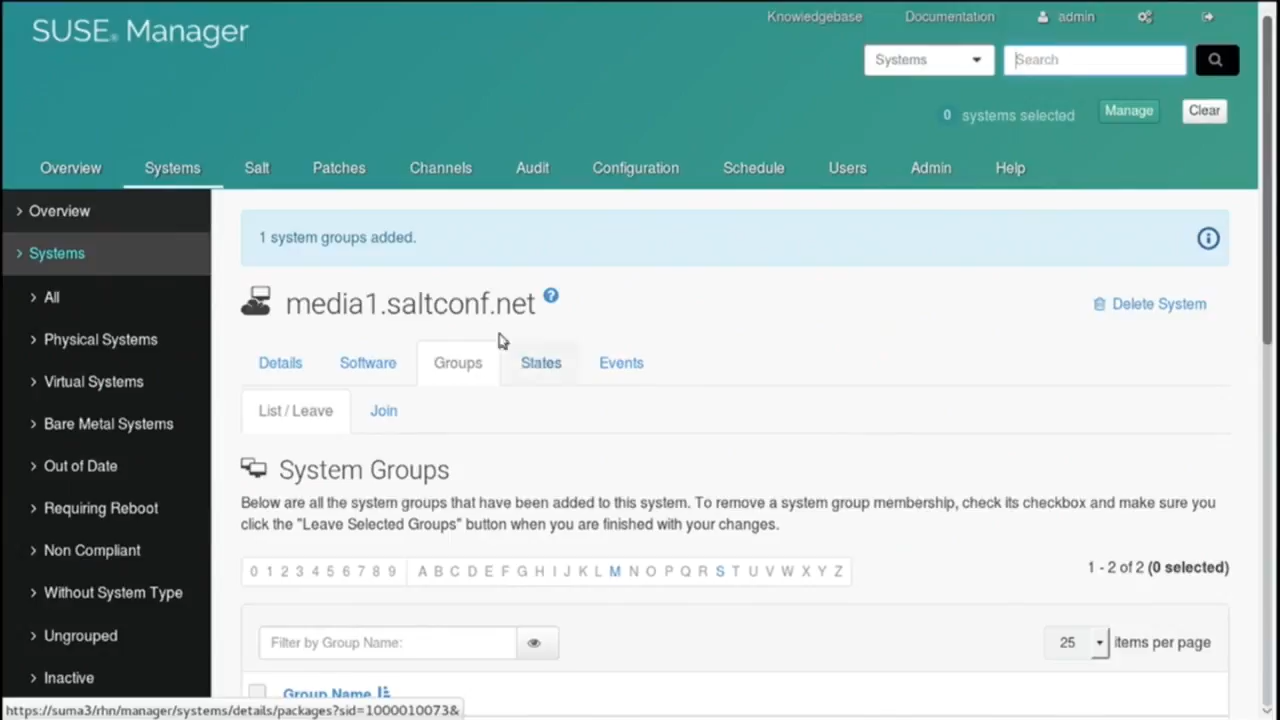 SUSE. Manager
Knowledgebase Documentation admin
Systems Search
0 systems selected Manage Clear
Overview Systems Salt Patches Channels Audit Configuration Schedule Users Admin Help
Overview
Systems
All
Physical Systems
Virtual Systems
Bare Metal Systems
Out of Date
Requiring Reboot
Non Compliant
Without System Type
Ungrouped
Inactive
1 system groups added.
media1.saltconf.net
Delete System
Details Software Groups States Events
List / Leave Join
System Groups
Below are all the system groups that have been added to this system. To remove a system group membership, check its checkbox and make sure you
click the "Leave Selected Groups" button when you are finished with your changes.
0 1 2 3 4 5 6 7 8 9 A B C D E F G H I J K L M N O P Q R S T U V W X Y Z
1 - 2 of 2 (0 selected)
Filter by Group Name: 25 items per page
Group Name
https://suma3/rhn/manager/systems/details/packages?sid=1000010073&